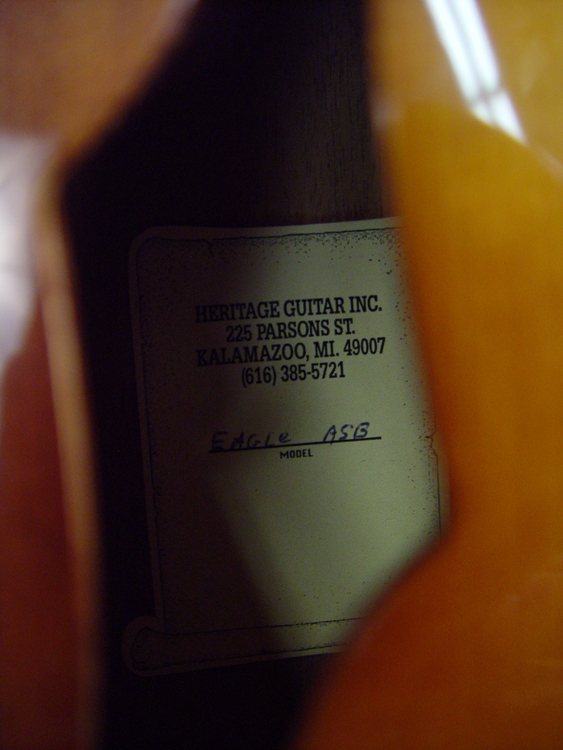 HERITAGE GUITAR INC.
225 PARSONS ST.
KALAMAZOO, MI. 49007
(616) 385-5721
EAGLe ASB
MODEL